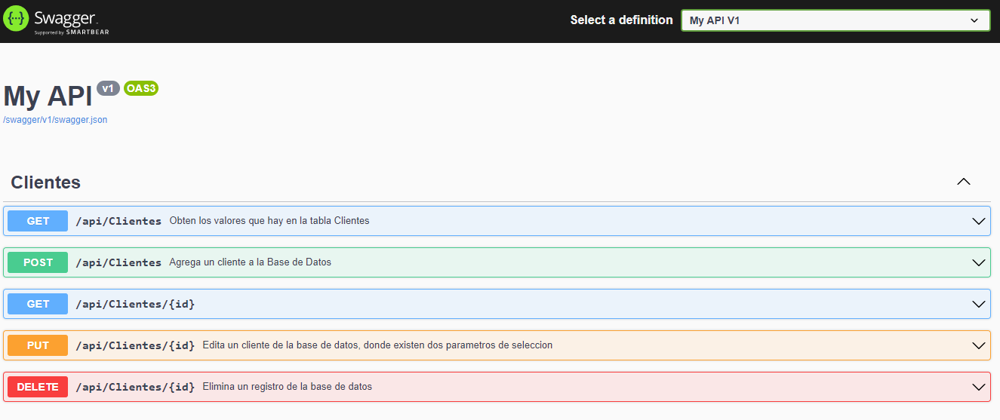 Swagger
Supported by SMARTBEAR
Select a definition
My API V1
My API v1 OAS3
/swagger/v1/swagger.json
Clientes
GET /api/Clientes Obten los valores que hay en la tabla Clientes
POST /api/Clientes Agrega un cliente a la Base de Datos
GET /api/Clientes/{id}
PUT /api/Clientes/{id} Edita un cliente de la base de datos, donde existen dos parametros de seleccion
DELETE /api/Clientes/{id} Elimina un registro de la base de datos